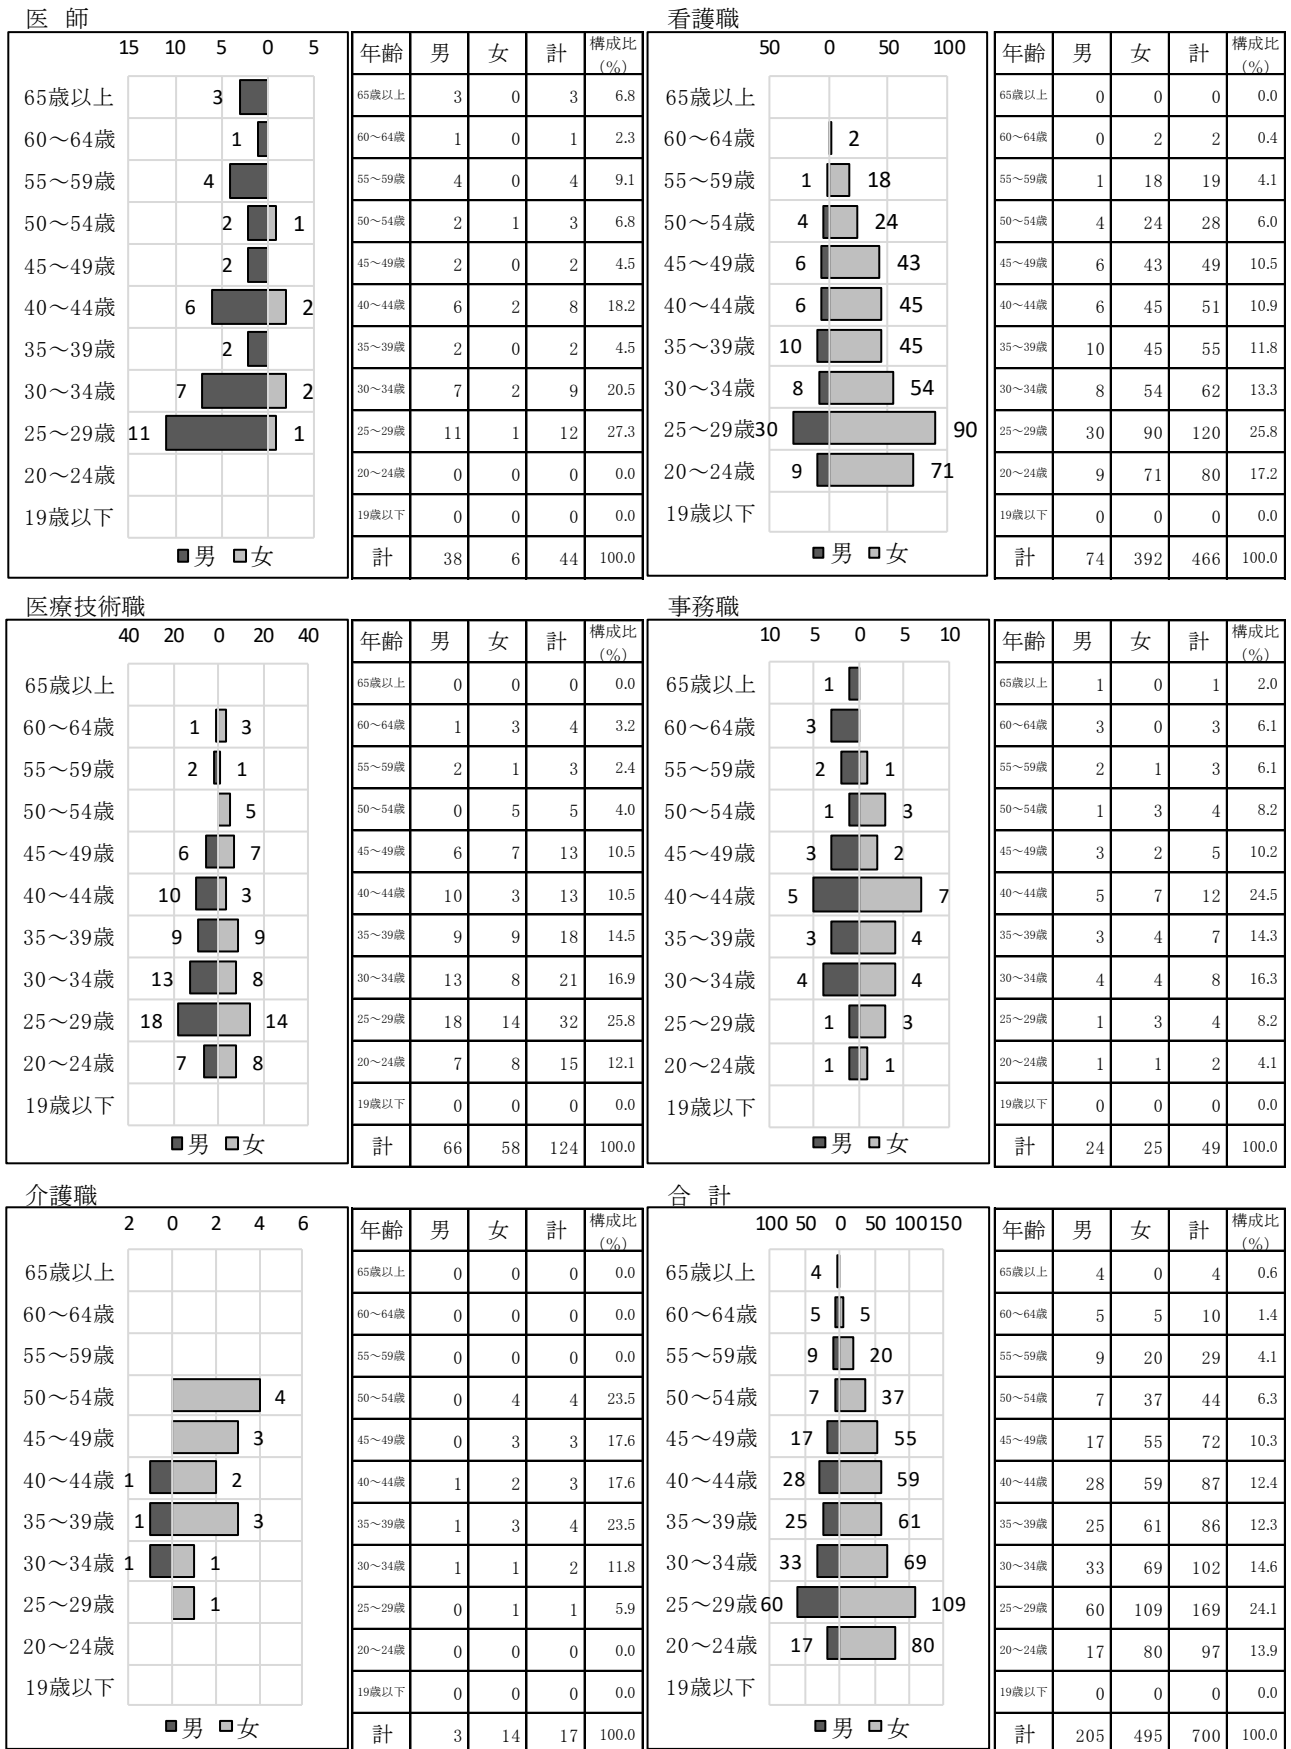 医 師
15 10 5 0 5
65歳以上 3
60～64歳 1
55～59歳 4
50～54歳 2 1
45～49歳 2
40～44歳 6 2
35～39歳 2
30～34歳 7 2
25～29歳 11 1
20～24歳
19歳以下
■男 □女
年齢 男 女 計 構成比(%)
65歳以上 3 0 3 6.8
60～64歳 1 0 1 2.3
55～59歳 4 0 4 9.1
50～54歳 2 1 3 6.8
45～49歳 2 0 2 4.5
40～44歳 6 2 8 18.2
35～39歳 2 0 2 4.5
30～34歳 7 2 9 20.5
25～29歳 11 1 12 27.3
20～24歳 0 0 0 0.0
19歳以下 0 0 0 0.0
計 38 6 44 100.0
看護職
50 0 50 100
65歳以上
60～64歳 2
55～59歳 1 18
50～54歳 4 24
45～49歳 6 43
40～44歳 6 45
35～39歳 10 45
30～34歳 8 54
25～29歳 30 90
20～24歳 9 71
19歳以下
■男 □女
年齢 男 女 計 構成比(%)
65歳以上 0 0 0 0.0
60～64歳 0 2 2 0.4
55～59歳 1 18 19 4.1
50～54歳 4 24 28 6.0
45～49歳 6 43 49 10.5
40～44歳 6 45 51 10.9
35～39歳 10 45 55 11.8
30～34歳 8 54 62 13.3
25～29歳 30 90 120 25.8
20～24歳 9 71 80 17.2
19歳以下 0 0 0 0.0
計 74 392 466 100.0
医療技術職
40 20 0 20 40
65歳以上
60～64歳 1 3
55～59歳 2 1
50～54歳 5
45～49歳 6 7
40～44歳 10 3
35～39歳 9 9
30～34歳 13 8
25～29歳 18 14
20～24歳 7 8
19歳以下
■男 □女
年齢 男 女 計 構成比(%)
65歳以上 0 0 0 0.0
60～64歳 1 3 4 3.2
55～59歳 2 1 3 2.4
50～54歳 0 5 5 4.0
45～49歳 6 7 13 10.5
40～44歳 10 3 13 10.5
35～39歳 9 9 18 14.5
30～34歳 13 8 21 16.9
25～29歳 18 14 32 25.8
20～24歳 7 8 15 12.1
19歳以下 0 0 0 0.0
計 66 58 124 100.0
事務職
10 5 0 5 10
65歳以上 1
60～64歳 3
55～59歳 2 1
50～54歳 1 3
45～49歳 3 2
40～44歳 5 7
35～39歳 3 4
30～34歳 4 4
25～29歳 1 3
20～24歳 1 1
19歳以下
■男 □女
年齢 男 女 計 構成比(%)
65歳以上 1 0 1 2.0
60～64歳 3 0 3 6.1
55～59歳 2 1 3 6.1
50～54歳 1 3 4 8.2
45～49歳 3 2 5 10.2
40～44歳 5 7 12 24.5
35～39歳 3 4 7 14.3
30～34歳 4 4 8 16.3
25～29歳 1 3 4 8.2
20～24歳 1 1 2 4.1
19歳以下 0 0 0 0.0
計 24 25 49 100.0
介護職
2 0 2 4 6
65歳以上
60～64歳
55～59歳
50～54歳 4
45～49歳 3
40～44歳 1 2
35～39歳 1 3
30～34歳 1 1
25～29歳 1
20～24歳
19歳以下
■男 □女
年齢 男 女 計 構成比(%)
65歳以上 0 0 0 0.0
60～64歳 0 0 0 0.0
55～59歳 0 0 0 0.0
50～54歳 0 4 4 23.5
45～49歳 0 3 3 17.6
40～44歳 1 2 3 17.6
35～39歳 1 3 4 23.5
30～34歳 1 1 2 11.8
25～29歳 0 1 1 5.9
20～24歳 0 0 0 0.0
19歳以下 0 0 0 0.0
計 3 14 17 100.0
合 計
100 50 0 50 100 150
65歳以上 4
60～64歳 5 5
55～59歳 9 20
50～54歳 7 37
45～49歳 17 55
40～44歳 28 59
35～39歳 25 61
30～34歳 33 69
25～29歳 60 109
20～24歳 17 80
19歳以下
■男 □女
年齢 男 女 計 構成比(%)
65歳以上 4 0 4 0.6
60～64歳 5 5 10 1.4
55～59歳 9 20 29 4.1
50～54歳 7 37 44 6.3
45～49歳 17 55 72 10.3
40～44歳 28 59 87 12.4
35～39歳 25 61 86 12.3
30～34歳 33 69 102 14.6
25～29歳 60 109 169 24.1
20～24歳 17 80 97 13.9
19歳以下 0 0 0 0.0
計 205 495 700 100.0